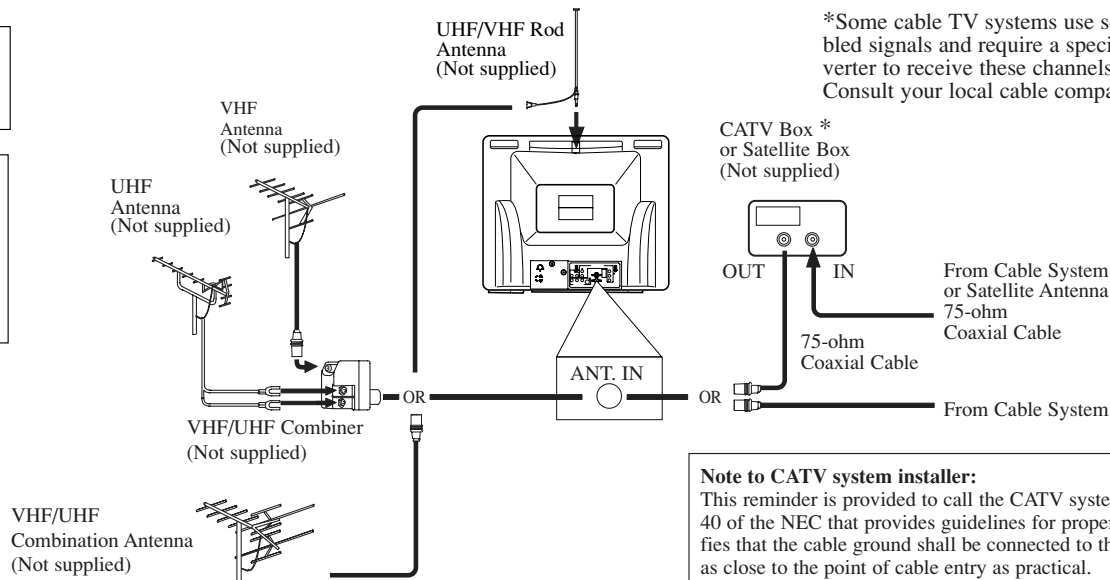 UHF/VHF Rod
Antenna
(Not supplied)
*Some cable TV systems use
bled signals and require a
verter to receive these channels
Consult your local cable
VHF
Antenna
(Not supplied)
UHF
Antenna
(Not supplied)
CATV Box *
or Satellite Box
(Not supplied)
OUT
IN
From Cable System
or Satellite Antenna
75-ohm
Coaxial Cable
75-ohm
Coaxial Cable
ANT. IN
OR
OR
From Cable System
VHF/UHF Combiner
(Not supplied)
VHF/UHF
Combination Antenna
(Not supplied)
Note to CATV system installer:
This reminder is provided to call the CATV
40 of the NEC that provides guidelines for proper
fies that the cable ground shall be connected to
as close to the point of cable entry as practical.